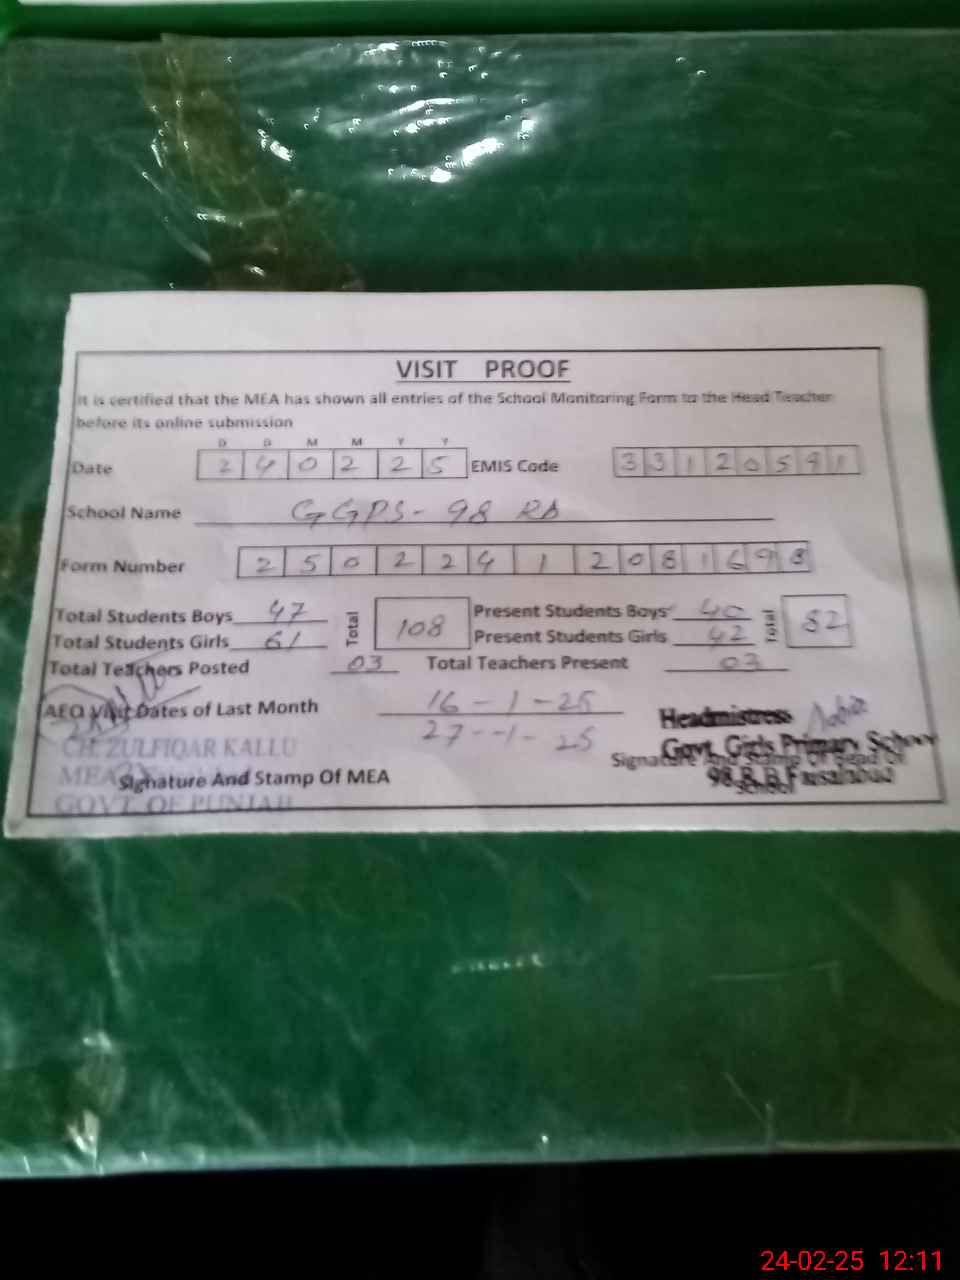 VISIT PROOF
It is certified that the MEA has shown all entries of the School Monitoring Form to the Head Teacher
before its online submission
D D M M Y Y
Date 2 4 0 2 2 5 EMIS Code 3 3 1 2 0 5 9 1
School Name GGPS- 98 RB
Form Number 2 5 0 2 2 4 1 2 0 8 1 6 9 8
Total Students Boys 47 Total 108 Present Students Boys 40 Total 82
Total Students Girls 61 Present Students Girls 42
Total Teachers Posted 03 Total Teachers Present 03
AEO Visit Dates of Last Month 16-1-25
27-1-25
Headmistress
CH. ZULFIQAR KALLU
Govt. Girls Primary School
Signature And Stamp Of Head Of
School
98 R.B Faisalabad
MEA
Signature And Stamp Of MEA
GOVT. OF PUNJAB
24-02-25 12:11